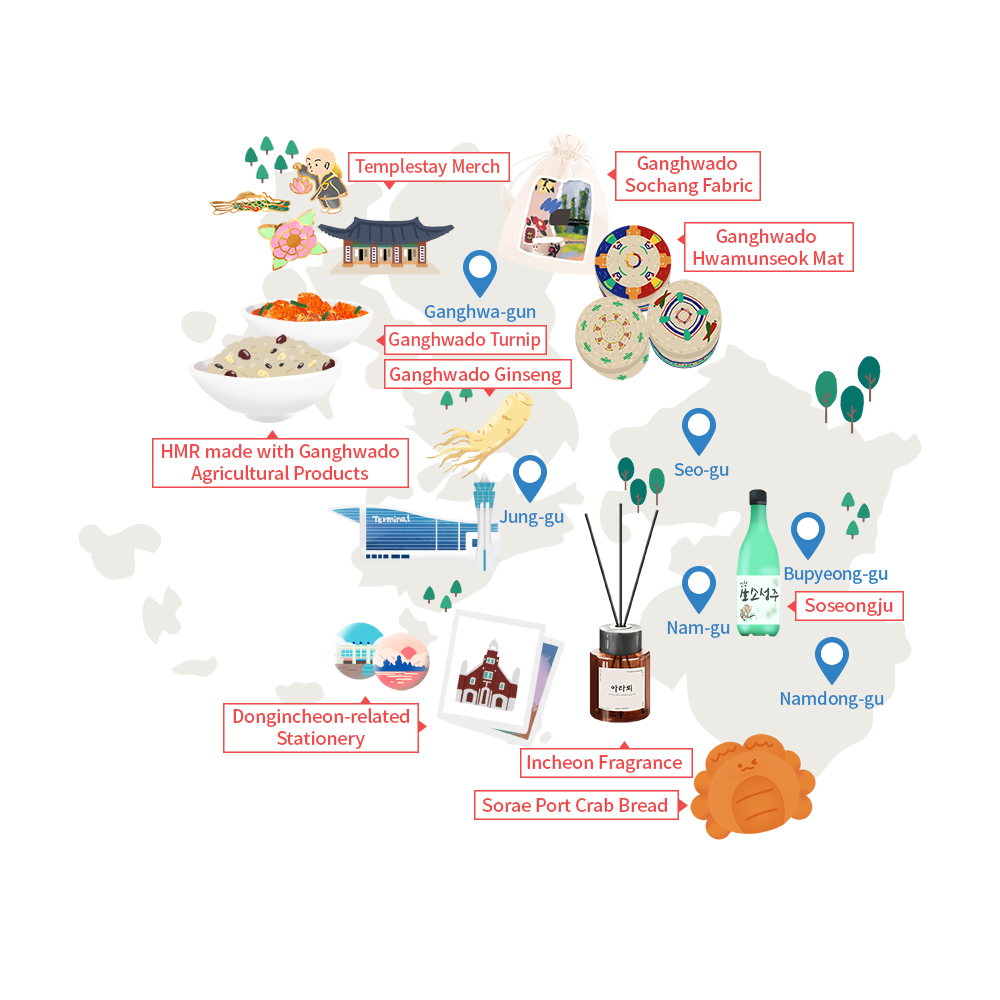 Templestay Merch
Ganghwado
Sochang Fabric
Ganghwado
Hwamunseok Mat
Ganghwa-gun
Ganghwado Turnip
Ganghwado Ginseng
HMR made with Ganghwado
Agricultural Products
Seo-gu
Jung-gu
Terminal
Bupyeong-gu
생소성주
Soseongju
Nam-gu
Namdong-gu
아라뫼
Dongincheon-related
Stationery
Incheon Fragrance
Sorae Port Crab Bread